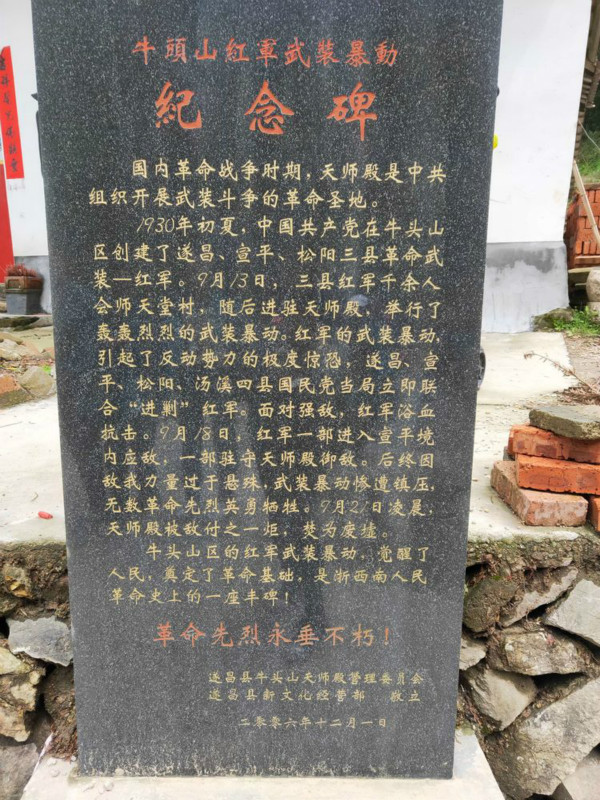 牛頭山紅軍武装暴動
紀念碑
国内革命战争时期，天师殿是中共
组织开展武装斗争的革命圣地。
1930年初夏，中国共产党在牛头山
区创建了遂昌、宣平、松阳三县革命武
装—红军。9月13日，三县红军千余人
会师天堂村，随后进驻天师殿，举行了
轰轰烈烈的武装暴动。红军的武装暴动，
引起了反动势力的极度惊恐，遂昌、宣
平、松阳、汤溪四县国民党当局立即联
合“进剿”红军。面对强敌，红军浴血
抗击。9月18日，红军一部进入宣平境
内应敌，一部驻守天师殿御敌。后终因
敌我力量过于悬殊，武装暴动惨遭镇压，
无数革命先烈英勇牺牲。9月21日凌晨，
天师殿被敌付之一炬，焚为废墟。
牛头山区的红军武装暴动，觉醒了
人民，奠定了革命基础，是浙西南人民
革命史上的一座丰碑！
革命先烈永垂不朽！
遂昌县牛头山天师殿管理委员会
遂昌县新文化经营部 敬立
二零零六年十二月一日